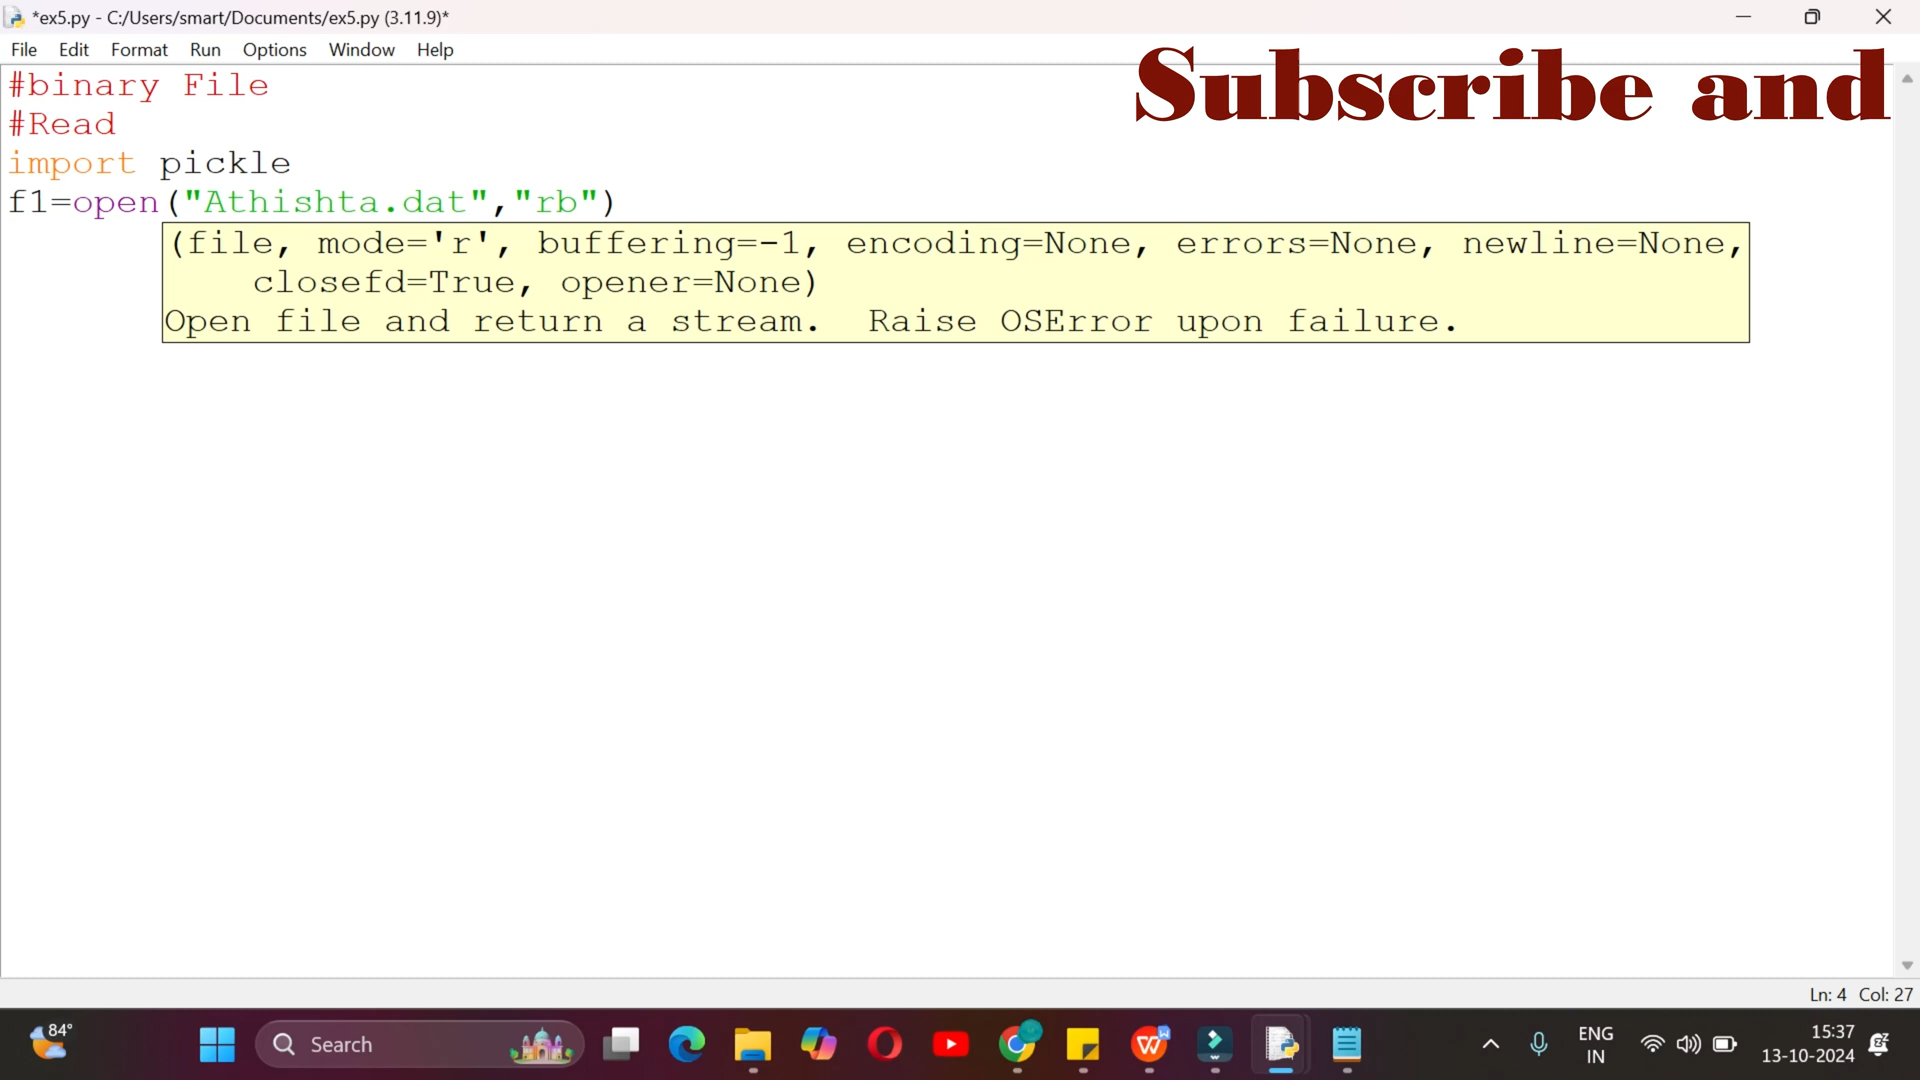 *ex5.py - C:/Users/smart/Documents/ex5.py (3.11.9)*
File Edit Format Run Options Window Help
Subscribe and
#binary File
#Read
import pickle
f1=open("Athishta.dat","rb")
(file, mode='r', buffering=-1, encoding=None, errors=None, newline=None,
closefd=True, opener=None)
Open file and return a stream.  Raise OSError upon failure.
Ln: 4 Col: 27
84°
Search
ENG
IN
15:37
13-10-2024